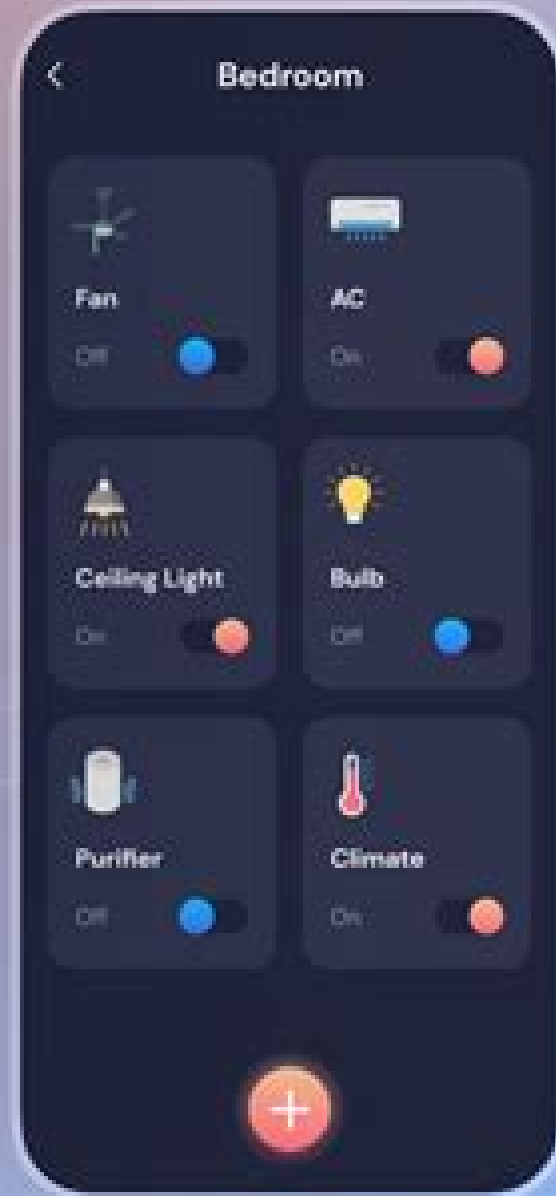 Bedroom
Fan
AC
Off
On
Ceiling Light
Bulb
On
Off
Purifier
Climate
Off
On